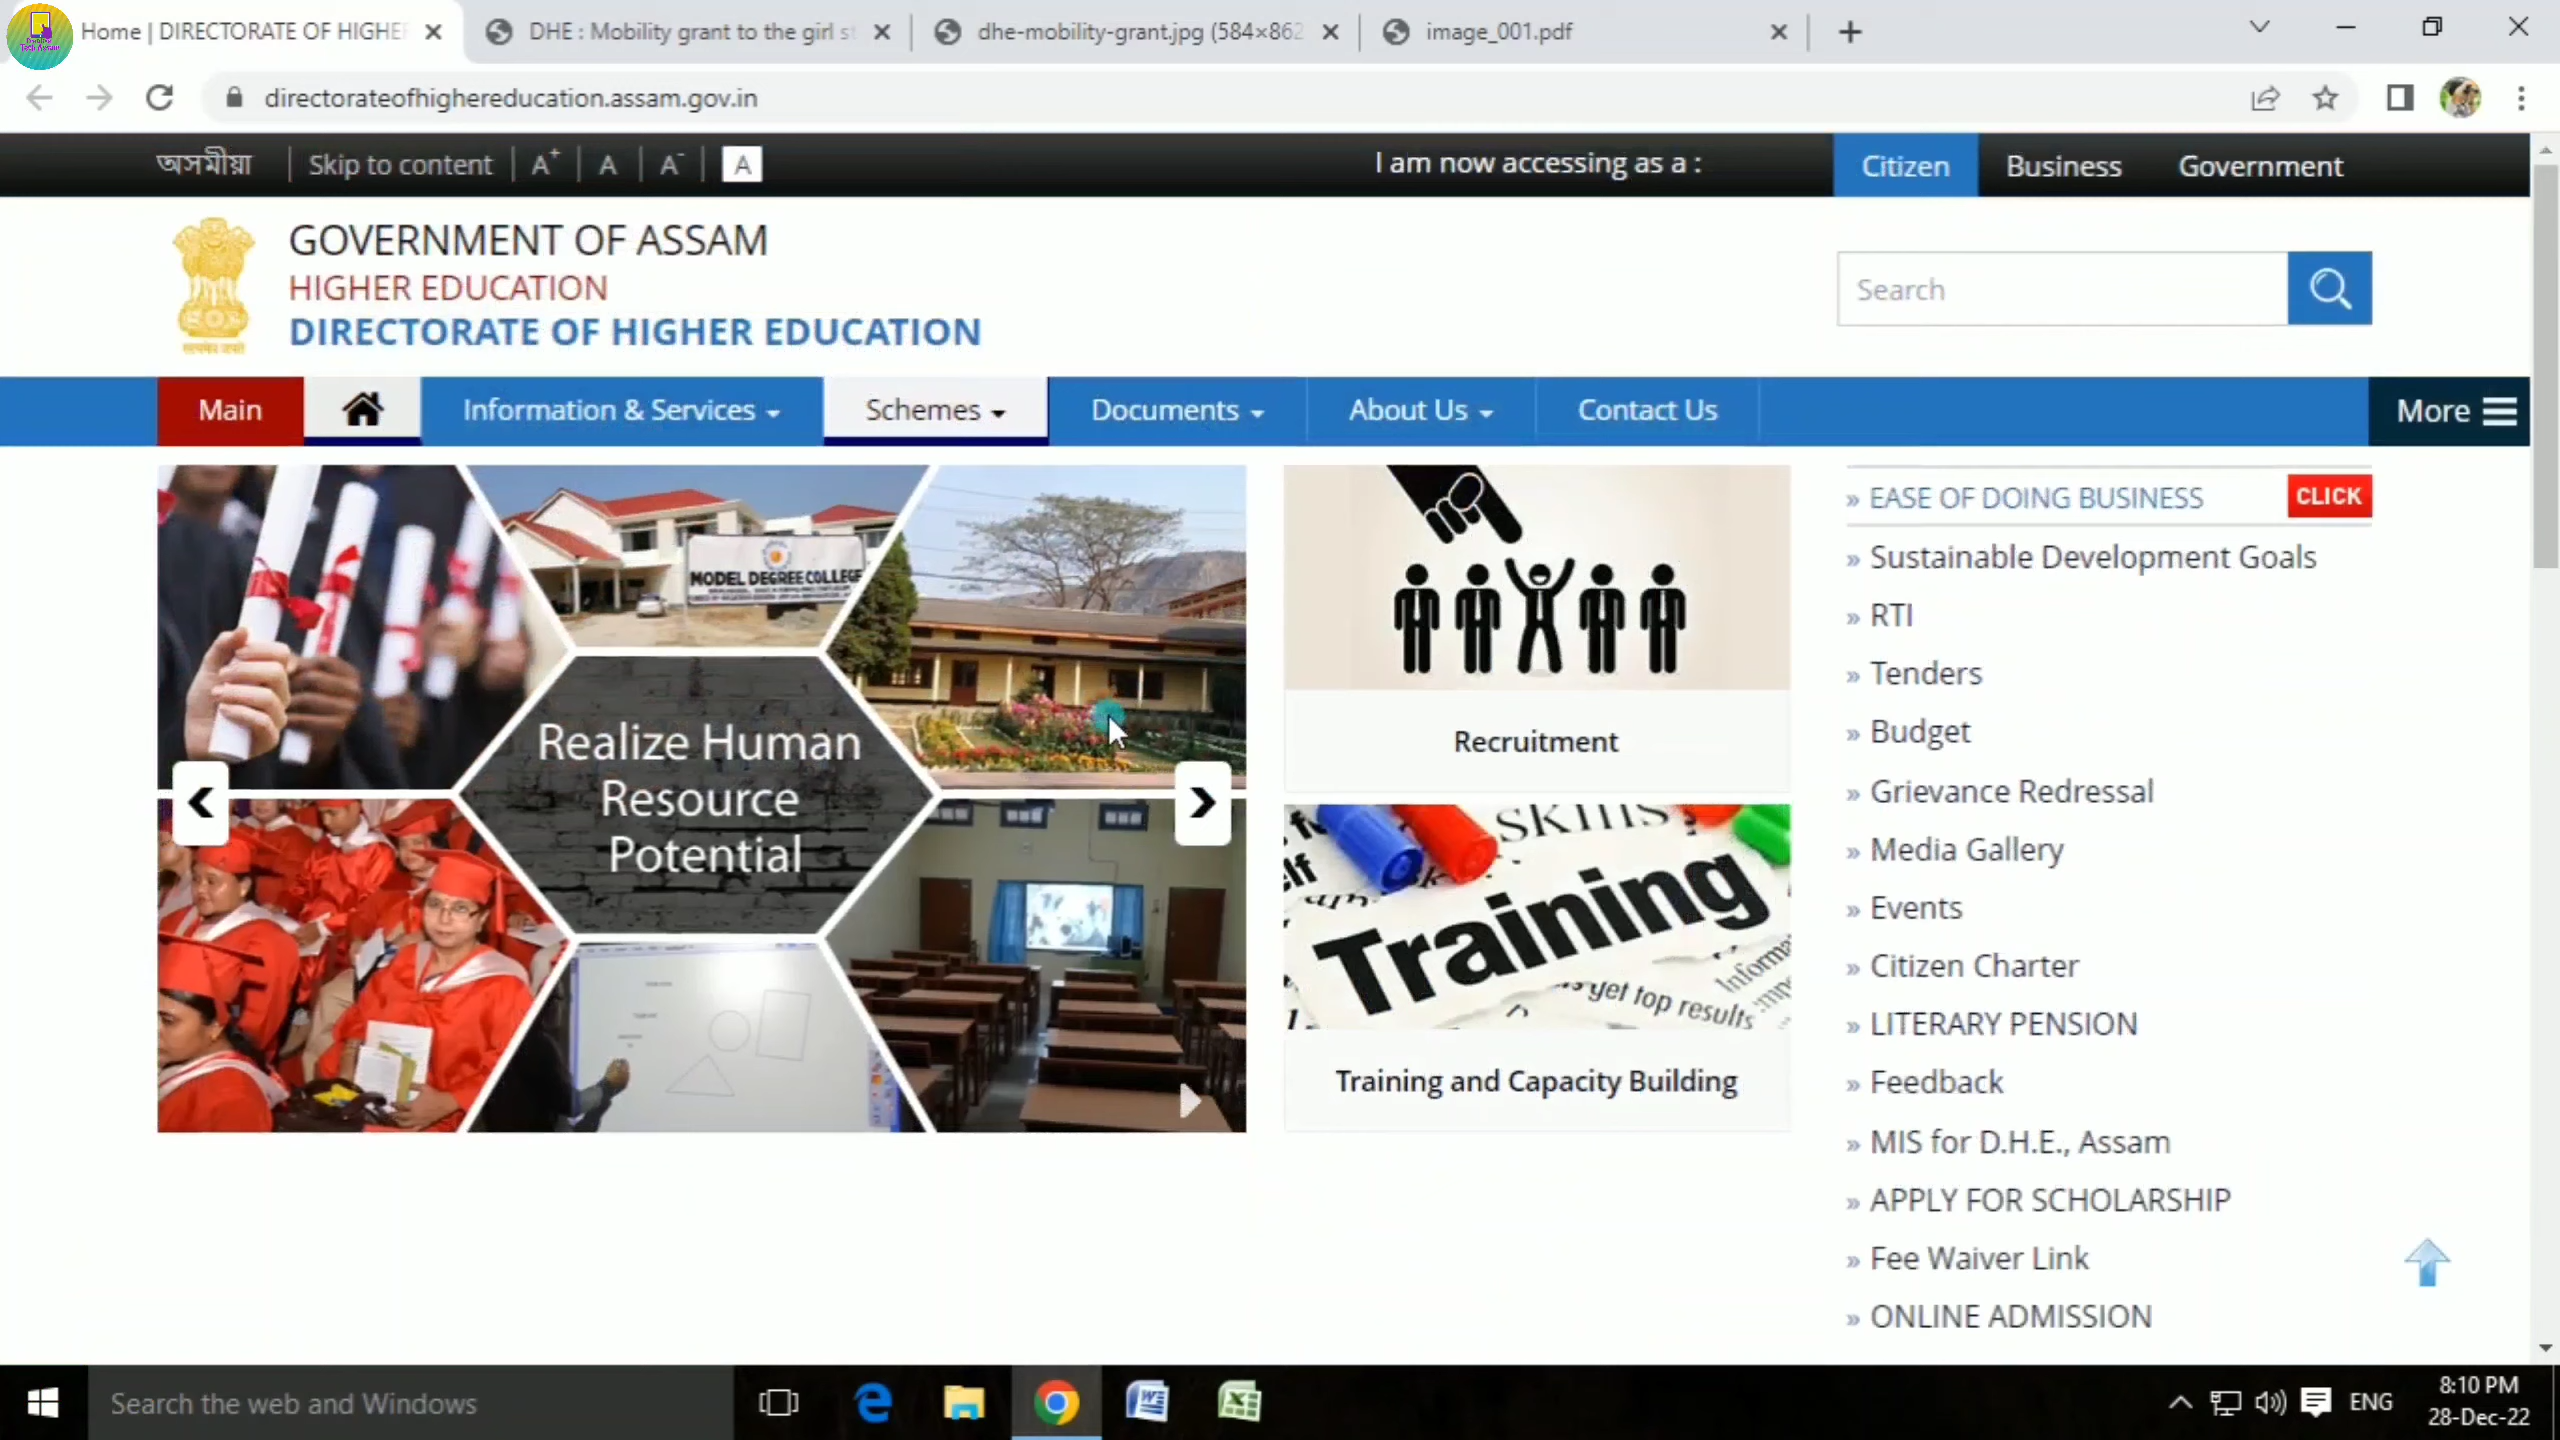 Home | DIRECTORATE OF HIGHER
DHE : Mobility grant to the girl st
dhe-mobility-grant.jpg (584×862
image_001.pdf
directorateofhighereducation.assam.gov.in
অসমীয়া
Skip to content
A+
A
A-
A
I am now accessing as a :
Citizen
Business
Government
GOVERNMENT OF ASSAM
HIGHER EDUCATION
DIRECTORATE OF HIGHER EDUCATION
Search
Main
Information & Services
Schemes
Documents
About Us
Contact Us
More
MODEL DEGREE COLLEGE
Realize Human
Resource
Potential
Recruitment
Training
get top results
Training and Capacity Building
» EASE OF DOING BUSINESS
CLICK
» Sustainable Development Goals
» RTI
» Tenders
» Budget
» Grievance Redressal
» Media Gallery
» Events
» Citizen Charter
» LITERARY PENSION
» Feedback
» MIS for D.H.E., Assam
» APPLY FOR SCHOLARSHIP
» Fee Waiver Link
» ONLINE ADMISSION
Search the web and Windows
ENG
8:10 PM
28-Dec-22